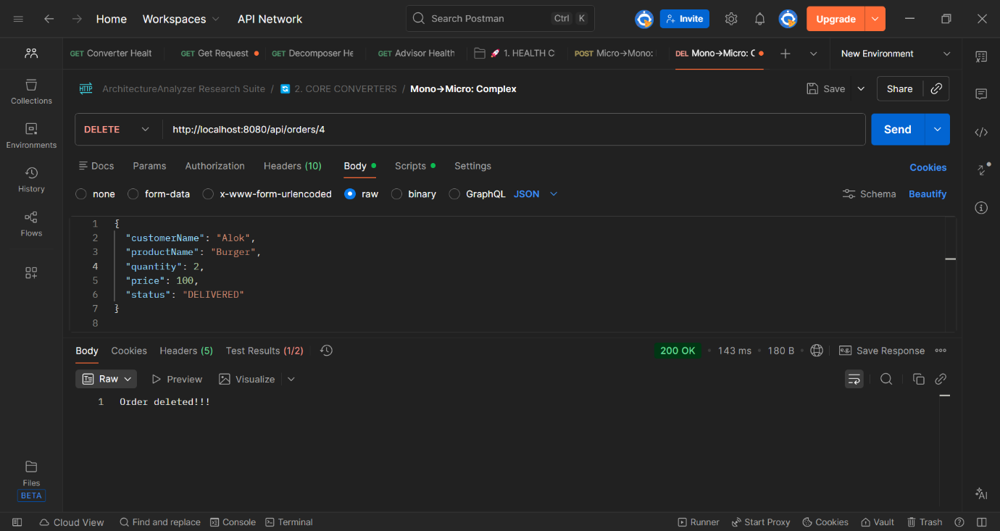 Home Workspaces API Network Search Postman Ctrl K Invite Upgrade
GET Converter Healt GET Get Request GET Decomposer He GET Advisor Health 🚀 1. HEALTH C POST Micro→Mono: DEL Mono→Micro: C New Environment
HTTP ArchitectureAnalyzer Research Suite / 🔄 2. CORE CONVERTERS / Mono→Micro: Complex Save Share
Collections
Environments
History
Flows
DELETE http://localhost:8080/api/orders/4 Send
Docs Params Authorization Headers (10) Body Scripts Settings Cookies
none form-data x-www-form-urlencoded raw binary GraphQL JSON Schema Beautify
1 {
2 "customerName": "Alok",
3 "productName": "Burger",
4 "quantity": 2,
5 "price": 100,
6 "status": "DELIVERED"
7 }
8
Body Cookies Headers (5) Test Results (1/2) 200 OK • 143 ms • 180 B • e.g. Save Response
Raw Preview Visualize
1 Order deleted!!!
Files
BETA
AI
Cloud View Find and replace Console Terminal Runner Start Proxy Cookies Vault Trash